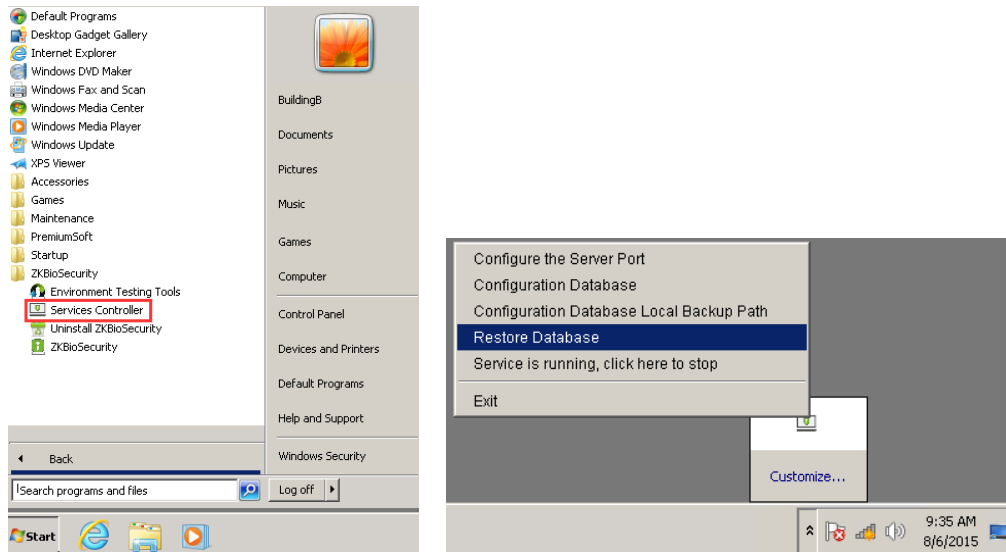 Default Programs
Desktop Gadget Gallery
Internet Explorer
Windows DVD Maker
Windows Fax and Scan
Windows Media Center
Windows Media Player
Windows Update
XPS Viewer
Accessories
Games
Maintenance
PremiumSoft
Startup
ZKBioSecurity
Environment Testing Tools
Services Controller
Uninstall ZKBioSecurity
ZKBioSecurity
Back
Search programs and files
BuildingB
Documents
Pictures
Music
Games
Computer
Control Panel
Devices and Printers
Default Programs
Help and Support
Windows Security
Log off
Start
Configure the Server Port
Configuration Database
Configuration Database Local Backup Path
Restore Database
Service is running, click here to stop
Exit
Customize...
9:35 AM
8/6/2015